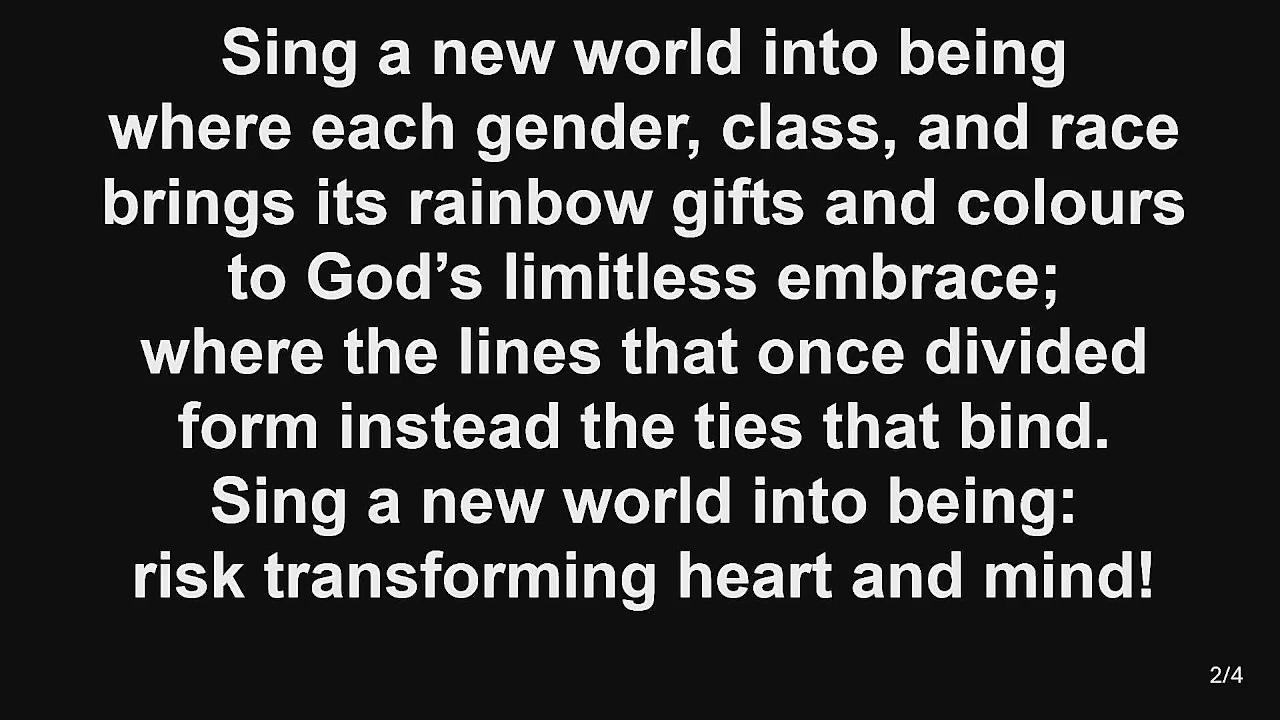 Sing a new world into being
where each gender, class, and race
brings its rainbow gifts and colours
to God’s limitless embrace;
where the lines that once divided
form instead the ties that bind.
Sing a new world into being:
risk transforming heart and mind!
2/4